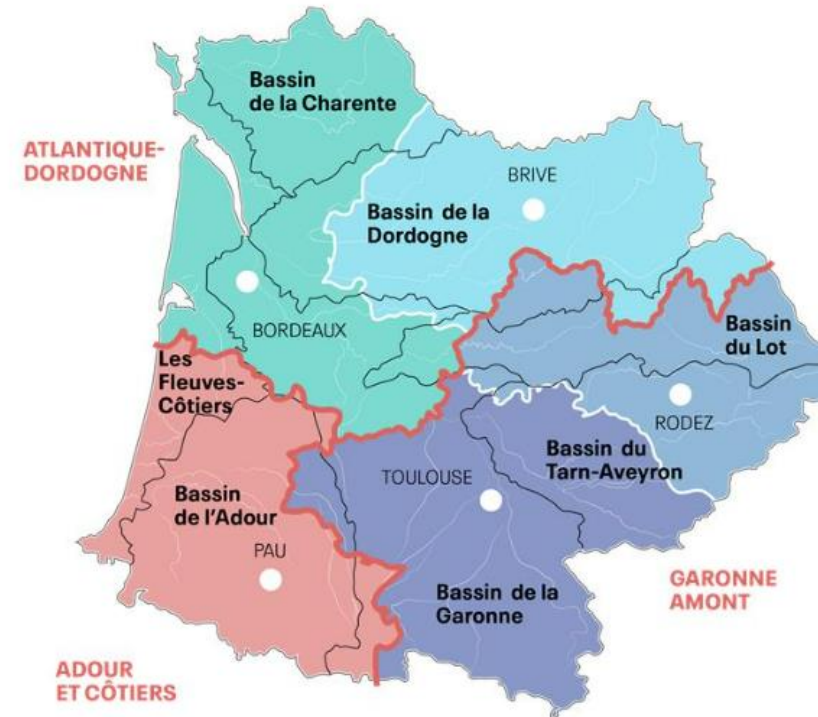 Bassin
de la Charente
ATLANTIQUE-
DORDOGNE
BRIVE
Bassin de la
Dordogne
BORDEAUX
Bassin
du Lot
Les
Fleuves-
Côtiers
RODEZ
Bassin du
Tarn-Aveyron
TOULOUSE
Bassin
de l'Adour
PAU
GARONNE
AMONT
Bassin de la
Garonne
ADOUR
ET CÔTIERS